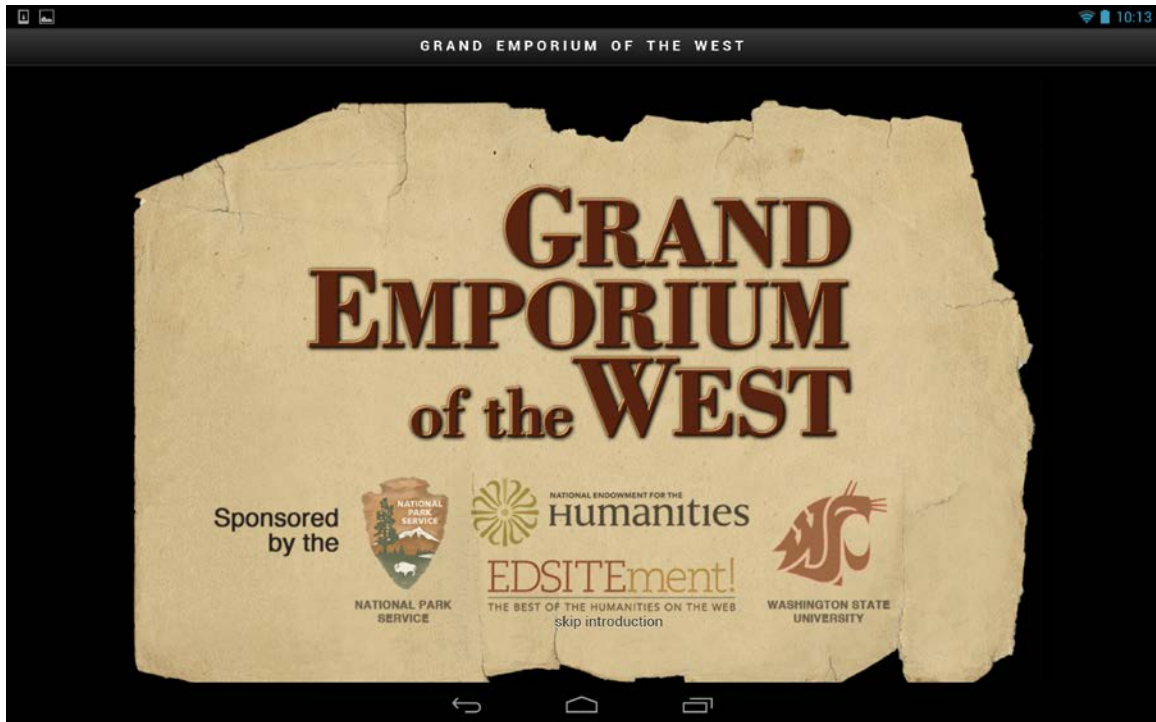 10:13
GRAND EMPORIUM OF THE WEST
GRAND
EMPORIUM
of the WEST
Sponsored
by the
NATIONAL
PARK
SERVICE
NATIONAL PARK
SERVICE
NATIONAL ENDOWMENT FOR THE
Humanities
EDSITEment!
THE BEST OF THE HUMANITIES ON THE WEB
skip introduction
WSC
WASHINGTON STATE
UNIVERSITY